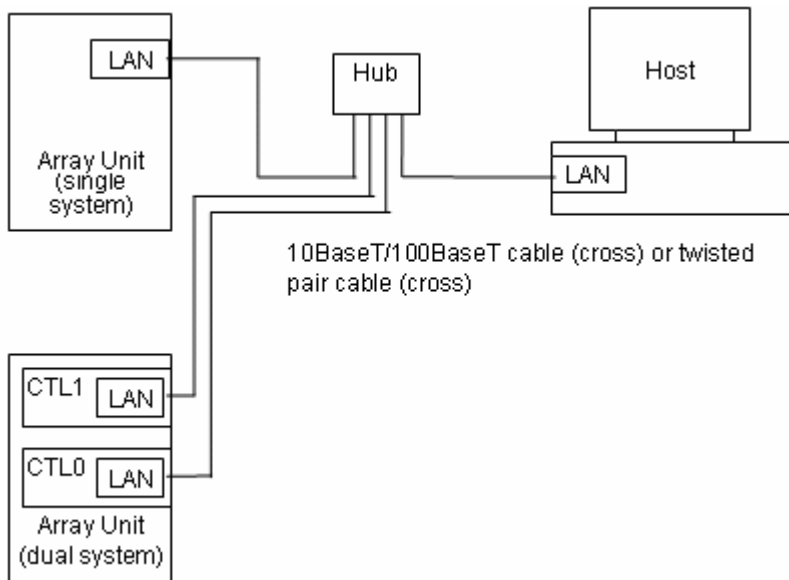 LAN
Array Unit
(single
system)
Hub
Host
LAN
10BaseT/100BaseT cable (cross) or twisted
pair cable (cross)
CTL1
LAN
CTL0
LAN
Array Unit
(dual system)